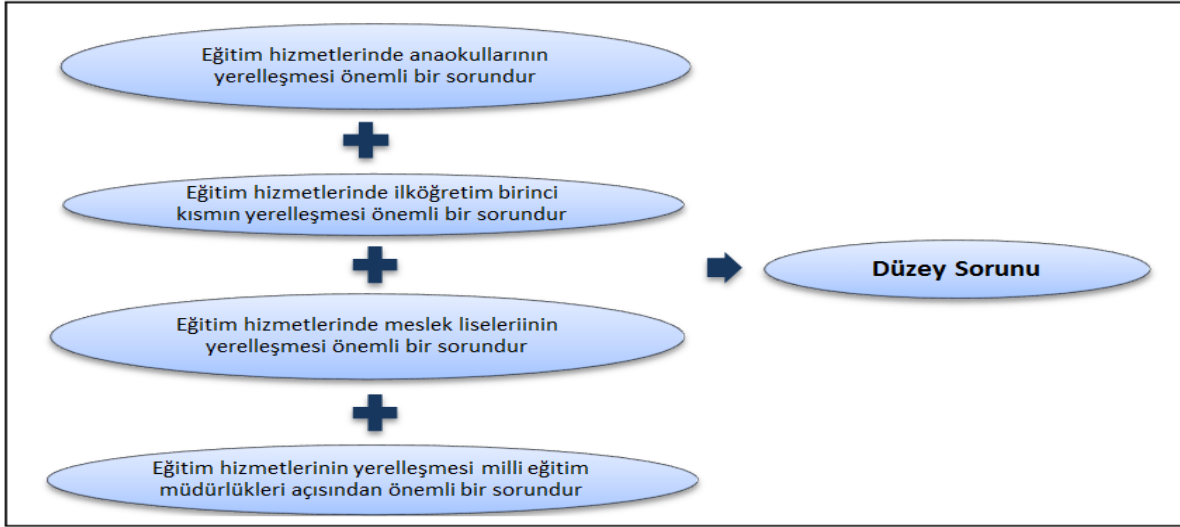 Eğitim hizmetlerinde anaokullarının
yerelleşmesi önemli bir sorundur
Eğitim hizmetlerinde ilköğretim birinci
kısmın yerelleşmesi önemli bir sorundur
Düzey Sorunu
Eğitim hizmetlerinde meslek liseleriinin
yerelleşmesi önemli bir sorundur
Eğitim hizmetlerinin yerelleşmesi milli eğitim
müdürlükleri açısından önemli bir sorundur